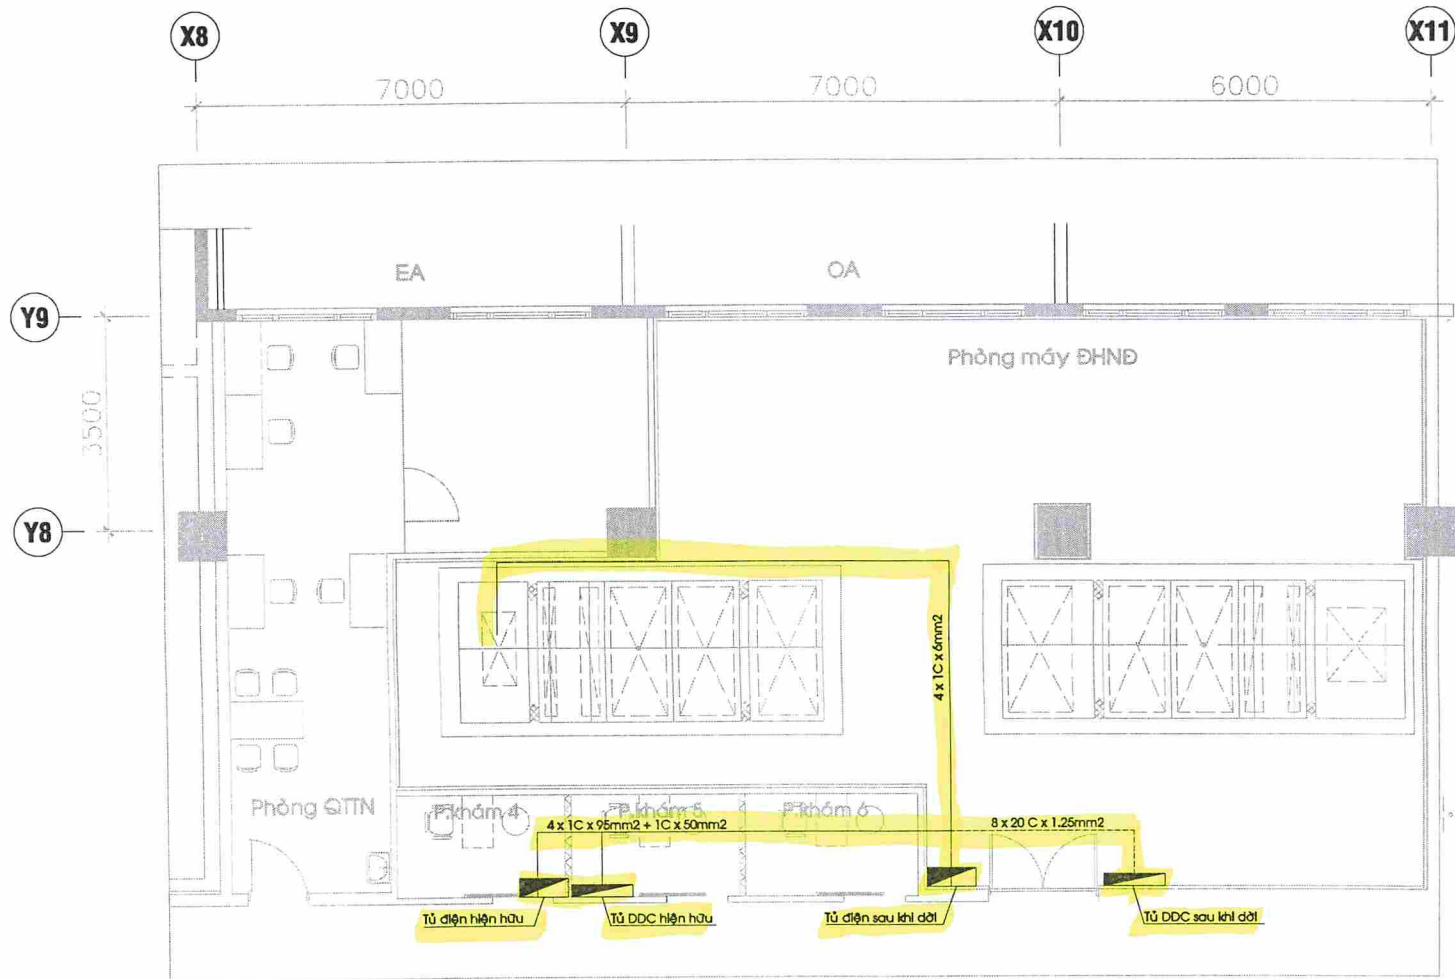 X8
X9
X10
X11
7000
7000
6000
EA
OA
Y9
Phòng máy ĐHNĐ
3500
Y8
4 x 1C x 6mm2
Phòng QTTN
P.khám 4
P.khám 5
P.khám 6
4 x 1C x 95mm2 + 1C x 50mm2
8 x 20 C x 1.25mm2
Tủ điện hiện hữu
Tủ DDC hiện hữu
Tủ điện sau khi dời
Tủ DDC sau khi dời